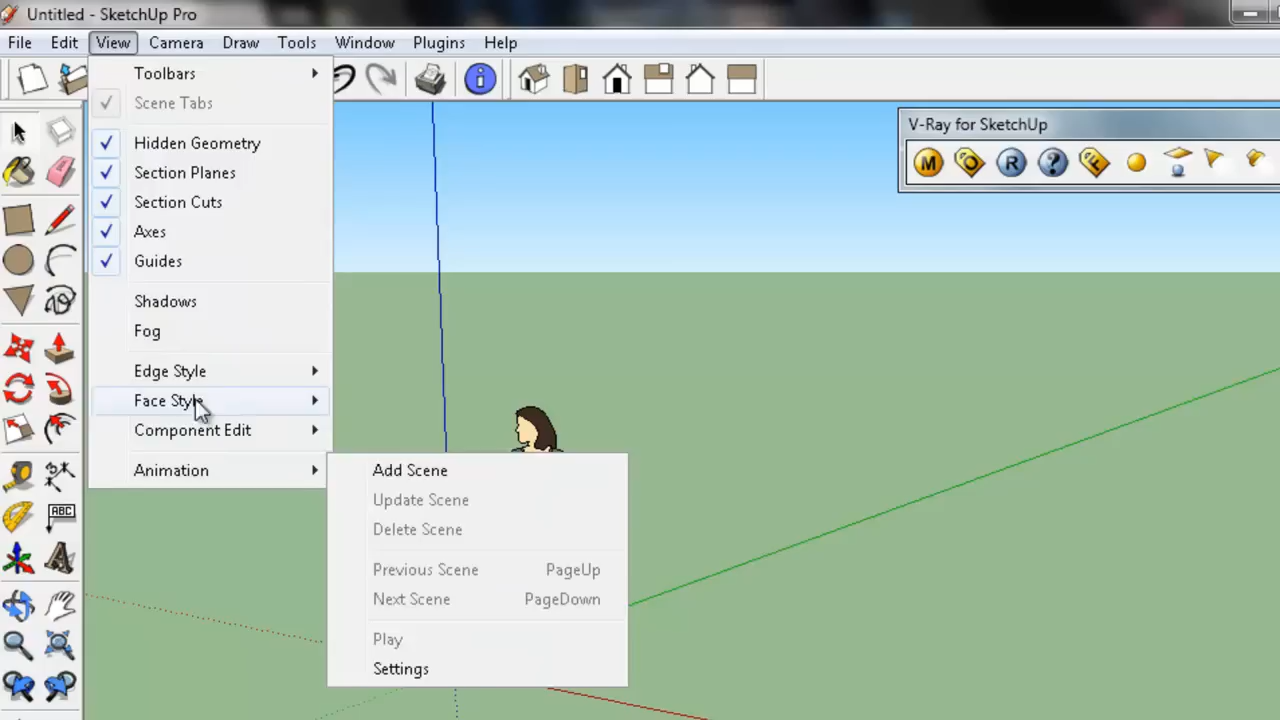 Untitled - SketchUp Pro
File Edit View Camera Draw Tools Window Plugins Help
Toolbars
Scene Tabs
Hidden Geometry
Section Planes
Section Cuts
Axes
Guides
Shadows
Fog
Edge Style
Face Style
Component Edit
Animation
Add Scene
Update Scene
Delete Scene
Previous Scene PageUp
Next Scene PageDown
Play
Settings
V-Ray for SketchUp
M O R ? F
ABC